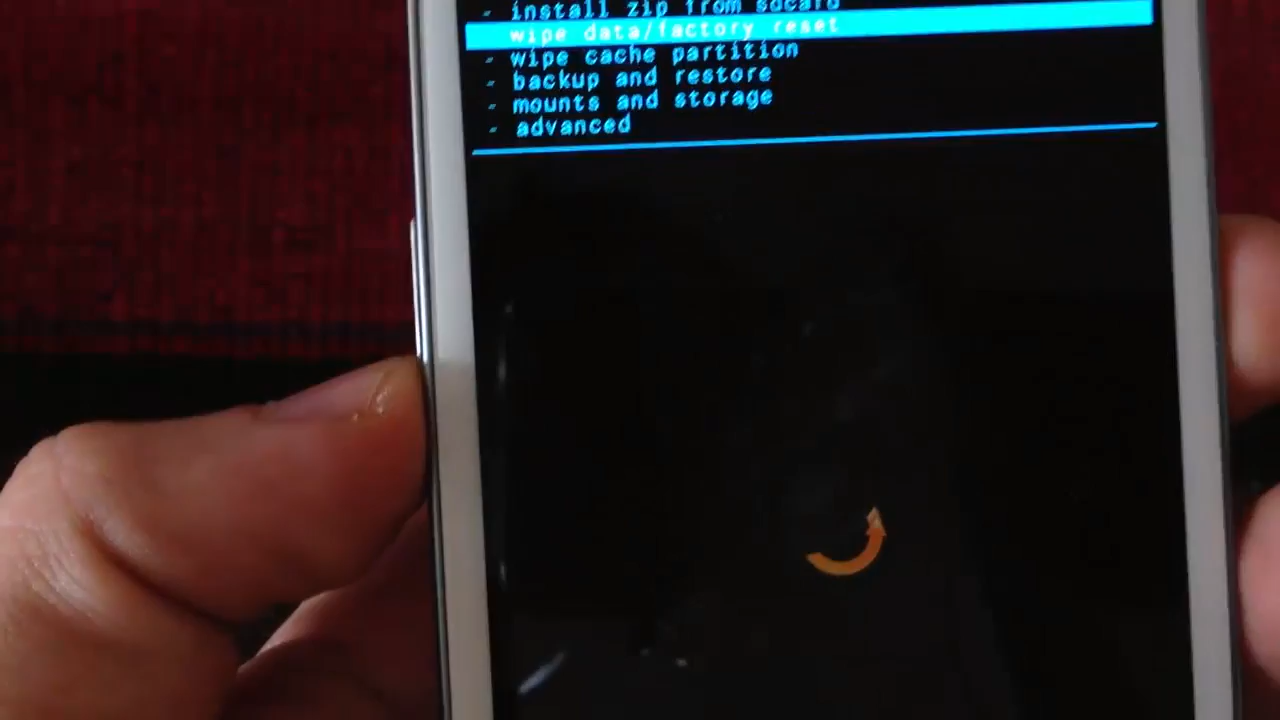 - install zip from sdcard
wipe data/factory reset
- wipe cache partition
- backup and restore
- mounts and storage
- advanced